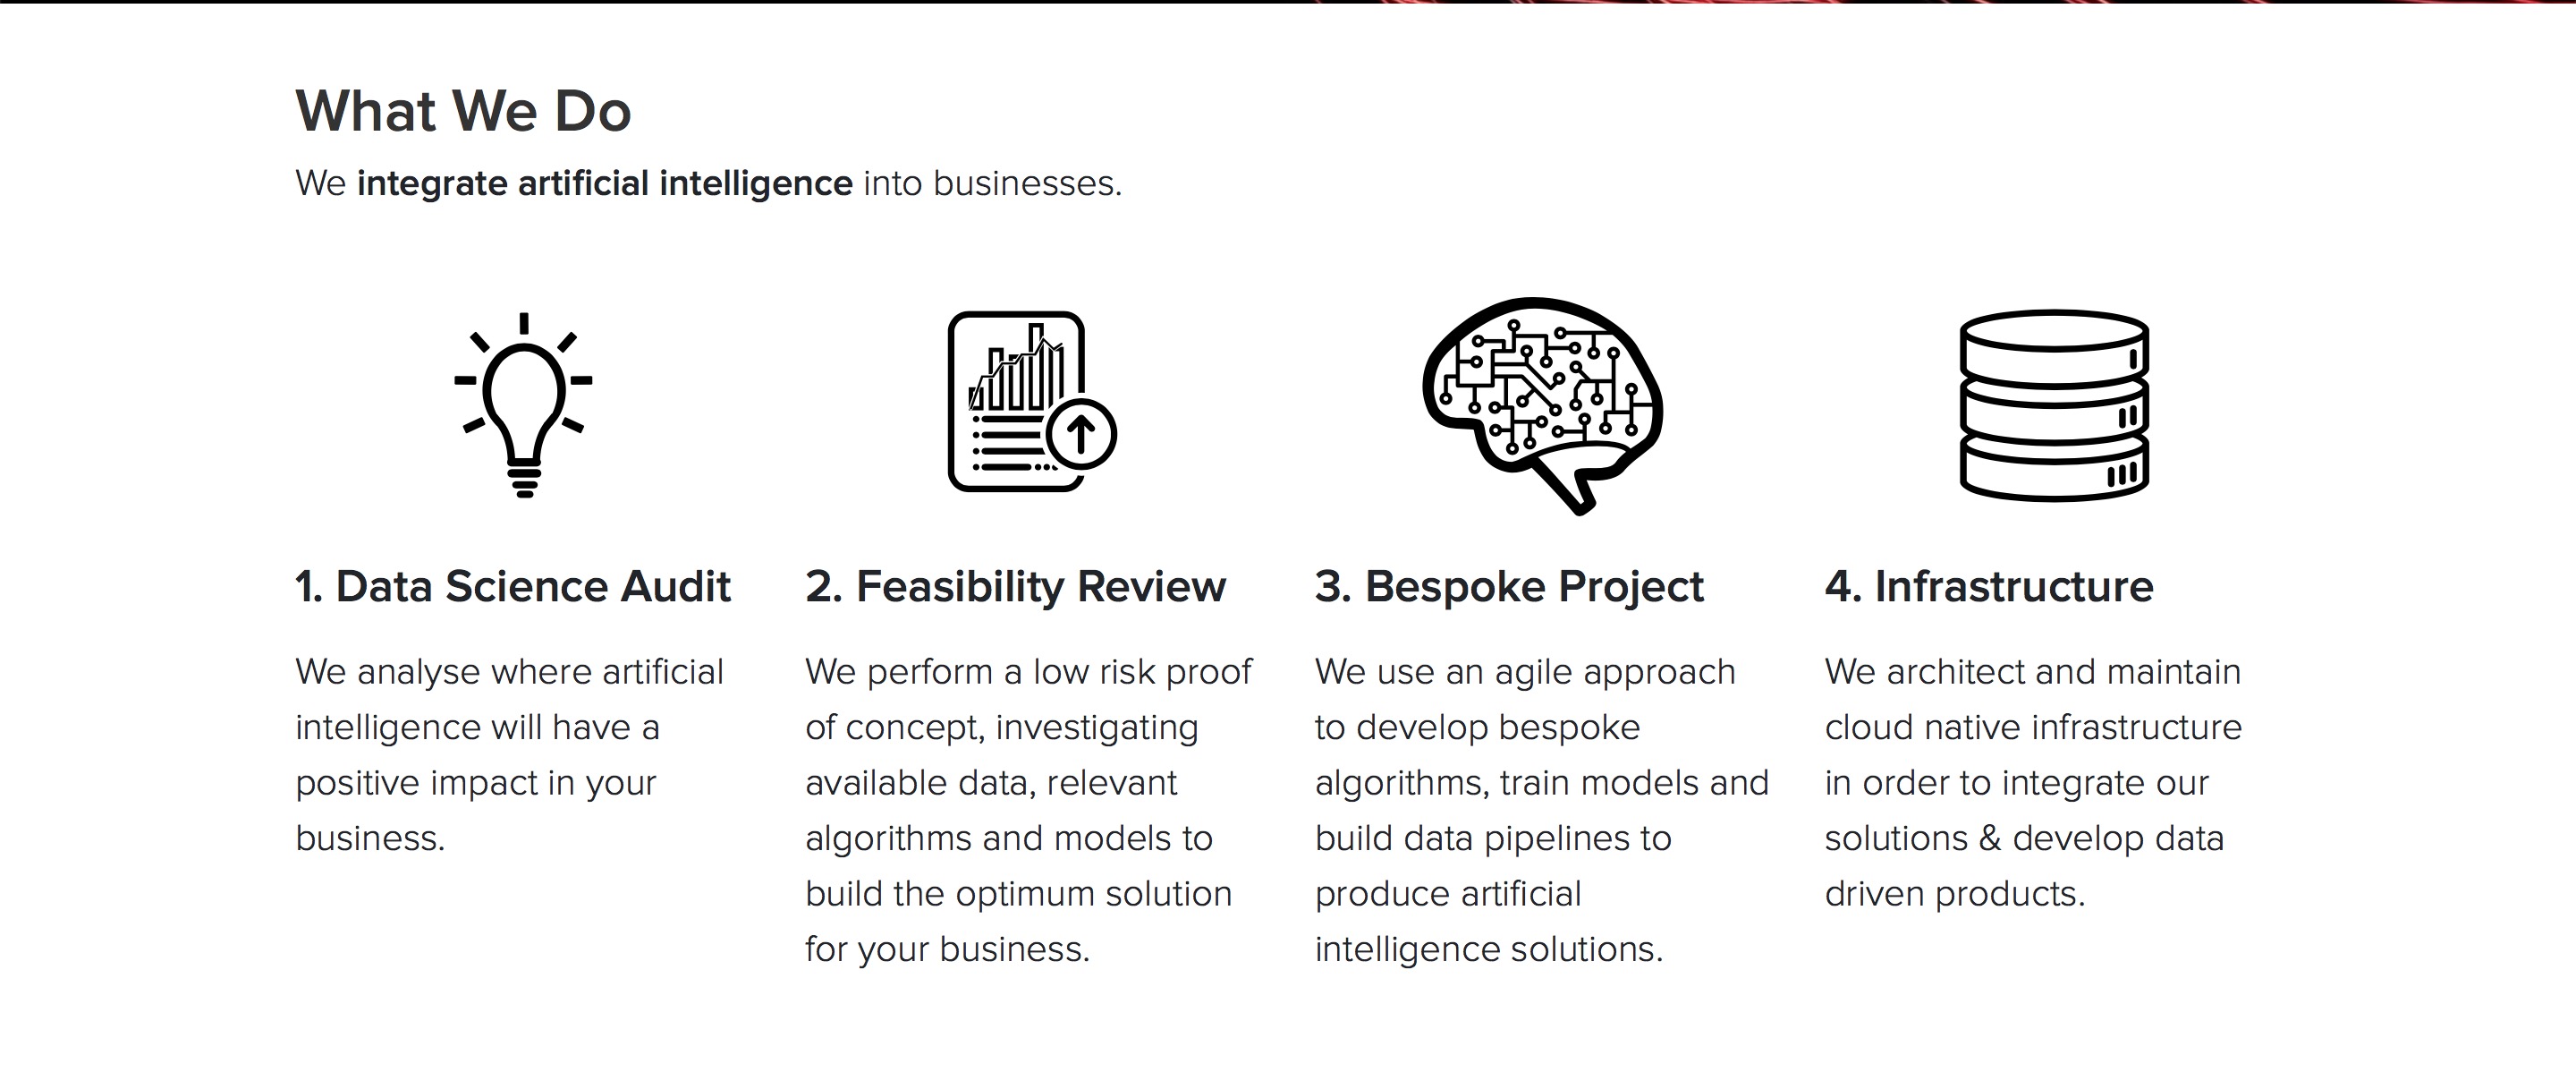 What We Do
We integrate artificial intelligence into businesses.
1. Data Science Audit
We analyse where artificial
intelligence will have a
positive impact in your
business.
2. Feasibility Review
We perform a low risk proof
of concept, investigating
available data, relevant
algorithms and models to
build the optimum solution
for your business.
3. Bespoke Project
We use an agile approach
to develop bespoke
algorithms, train models and
build data pipelines to
produce artificial
intelligence solutions.
4. Infrastructure
We architect and maintain
cloud native infrastructure
in order to integrate our
solutions & develop data
driven products.